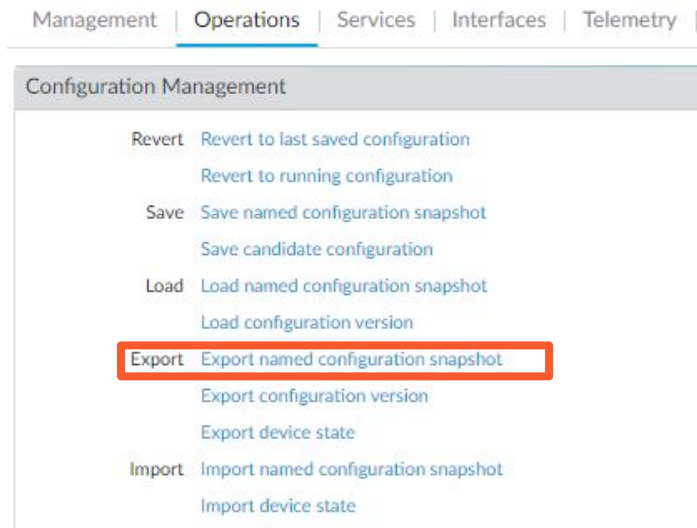 Management | Operations | Services | Interfaces | Telemetry |
Configuration Management
Revert Revert to last saved configuration
Revert to running configuration
Save Save named configuration snapshot
Save candidate configuration
Load Load named configuration snapshot
Load configuration version
Export Export named configuration snapshot
Export configuration version
Export device state
Import Import named configuration snapshot
Import device state